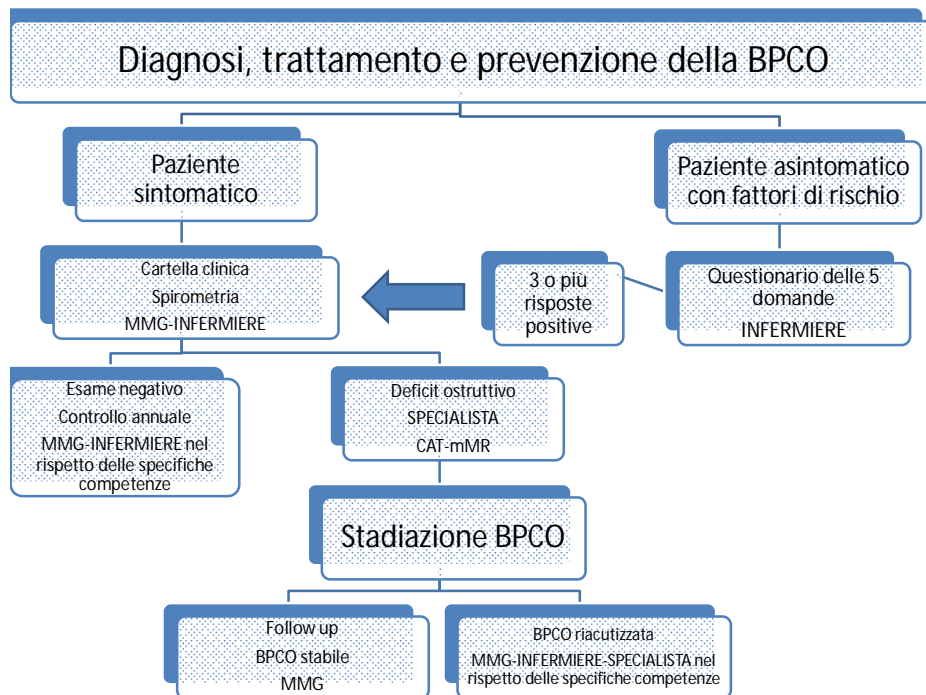 Diagnosi, trattamento e prevenzione della BPCO
Paziente
sintomatico
Paziente asintomatico
con fattori di rischio
Cartella clinica
Spirometria
MMG-INFERMIERE
3 o più
risposte
positive
Questionario delle 5
domande
INFERMIERE
Esame negativo
Controllo annuale
MMG-INFERMIERE nel
rispetto delle specifiche
competenze
Deficit ostruttivo
SPECIALISTA
CAT-mMR
Stadiazione BPCO
Follow up
BPCO stabile
MMG
BPCO riacutizzata
MMG-INFERMIERE-SPECIALISTA nel
rispetto delle specifiche competenze